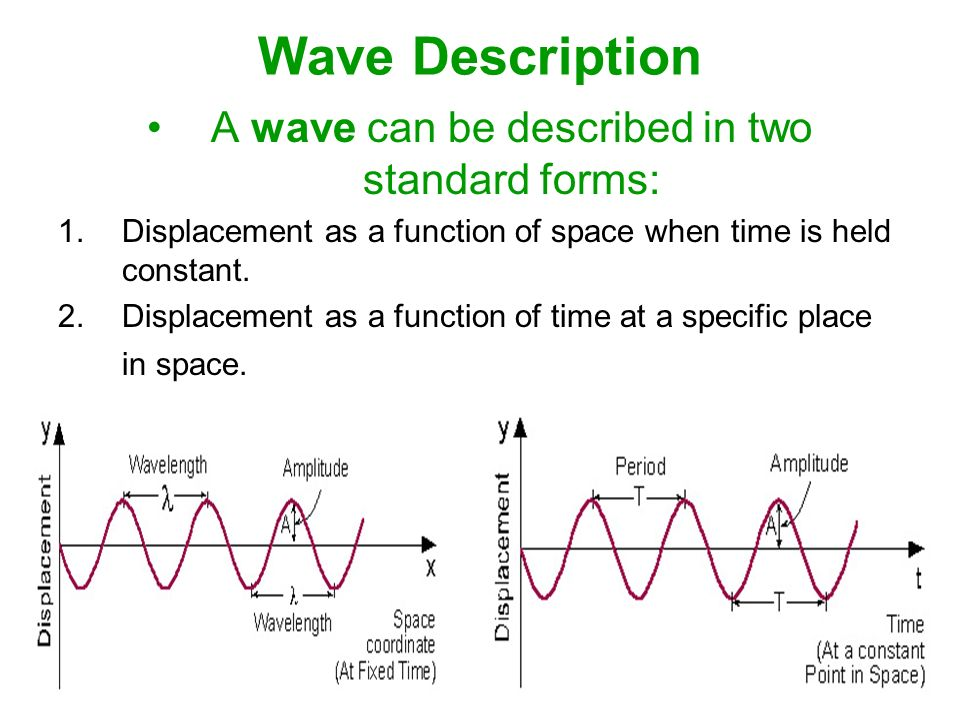 Wave Description
• A wave can be described in two
standard forms:
1. Displacement as a function of space when time is held
constant.
2. Displacement as a function of time at a specific place
in space.
y
Displacement
Wavelength
λ
Amplitude
A
x
λ
Wavelength
Space
coordinate
(At Fixed Time)
y
Displacement
Period
T
Amplitude
A
t
T
Time
(At a constant
Point in Space)